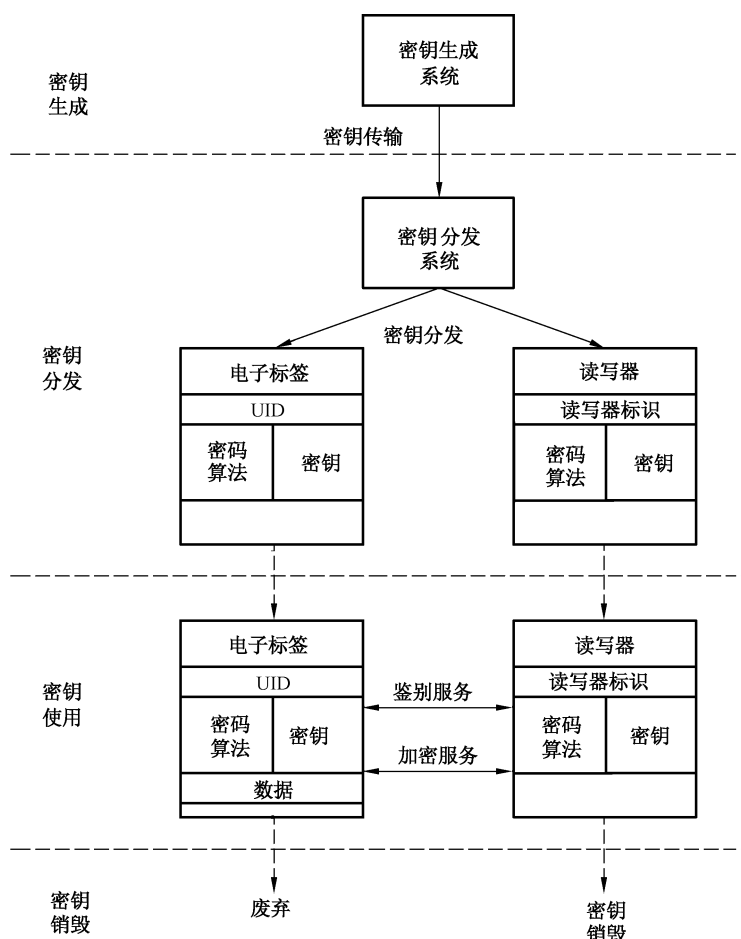 密钥生成
系统
密钥
生成
密钥传输
密钥分发
系统
密钥分发
密钥
分发
电子标签
读写器
UID
读写器标识
密码
算法
密钥
密码
算法
密钥
电子标签
读写器
UID
读写器标识
密钥
使用
鉴别服务
密码
算法
密钥
密码
算法
密钥
加密服务
数据
密钥
销毁
废弃
密钥
销毁